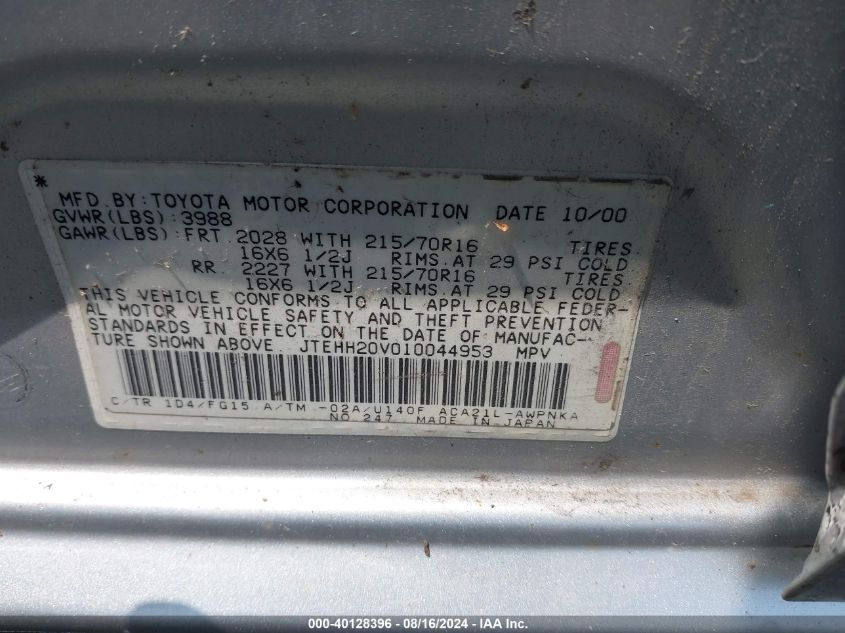 *
MFD. BY: TOYOTA MOTOR CORPORATION DATE 10/00
GVWR(LBS): 3988
GAWR(LBS): FRT. 2028 WITH 215/70R16 TIRES
16X6 1/2J RIMS. AT 29 PSI COLD
RR. 2227 WITH 215/70R16 TIRES
16X6 1/2J RIMS. AT 29 PSI COLD
THIS VEHICLE CONFORMS TO ALL APPLICABLE FEDER-
AL MOTOR VEHICLE SAFETY AND THEFT PREVENTION
STANDARDS IN EFFECT ON THE DATE OF MANUFAC-
TURE SHOWN ABOVE. JTEHH20V010044953 MPV
C/TR 1D4/FG15 A/TM -02A/U140F ACA21L-AWPNKA
NO.247 MADE IN JAPAN
000-40128396 - 08/16/2024 - IAA Inc.